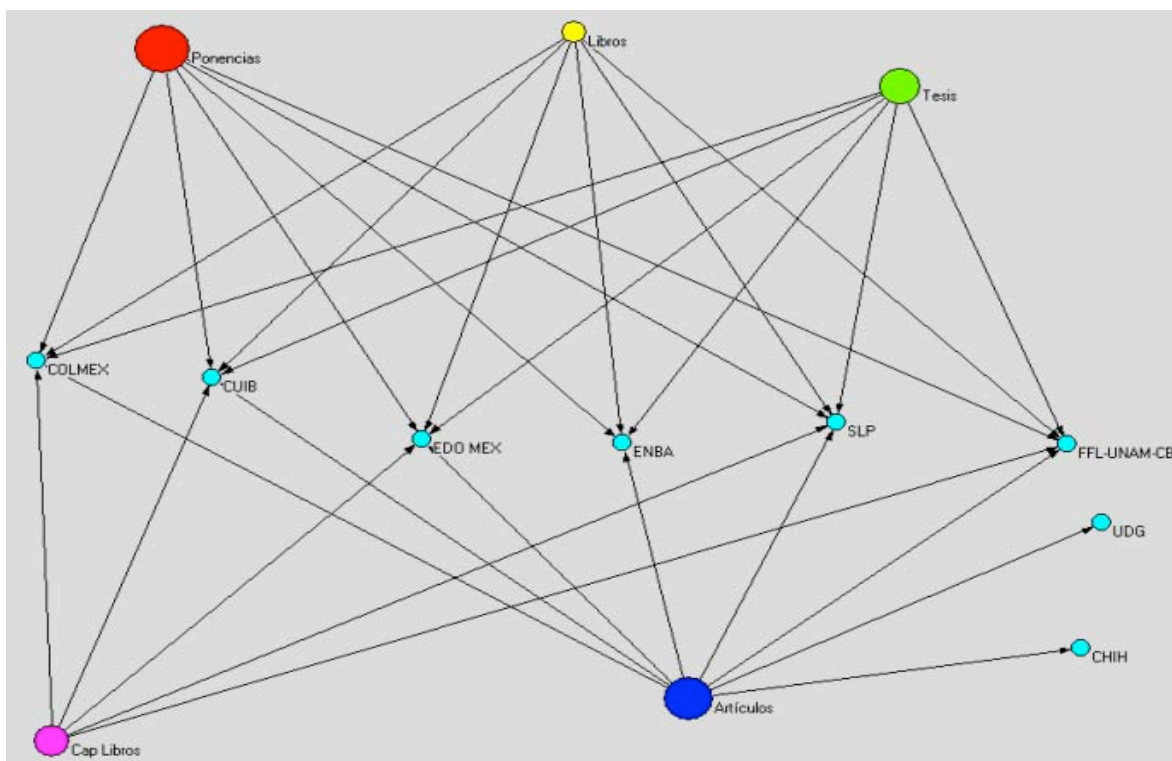 Ponencias
Libros
Tesis
COLMEX
CUIB
EDO MEX
ENBA
SLP
FFL-UNAM-CB
UDG
CHIH
Artículos
Cap Libros